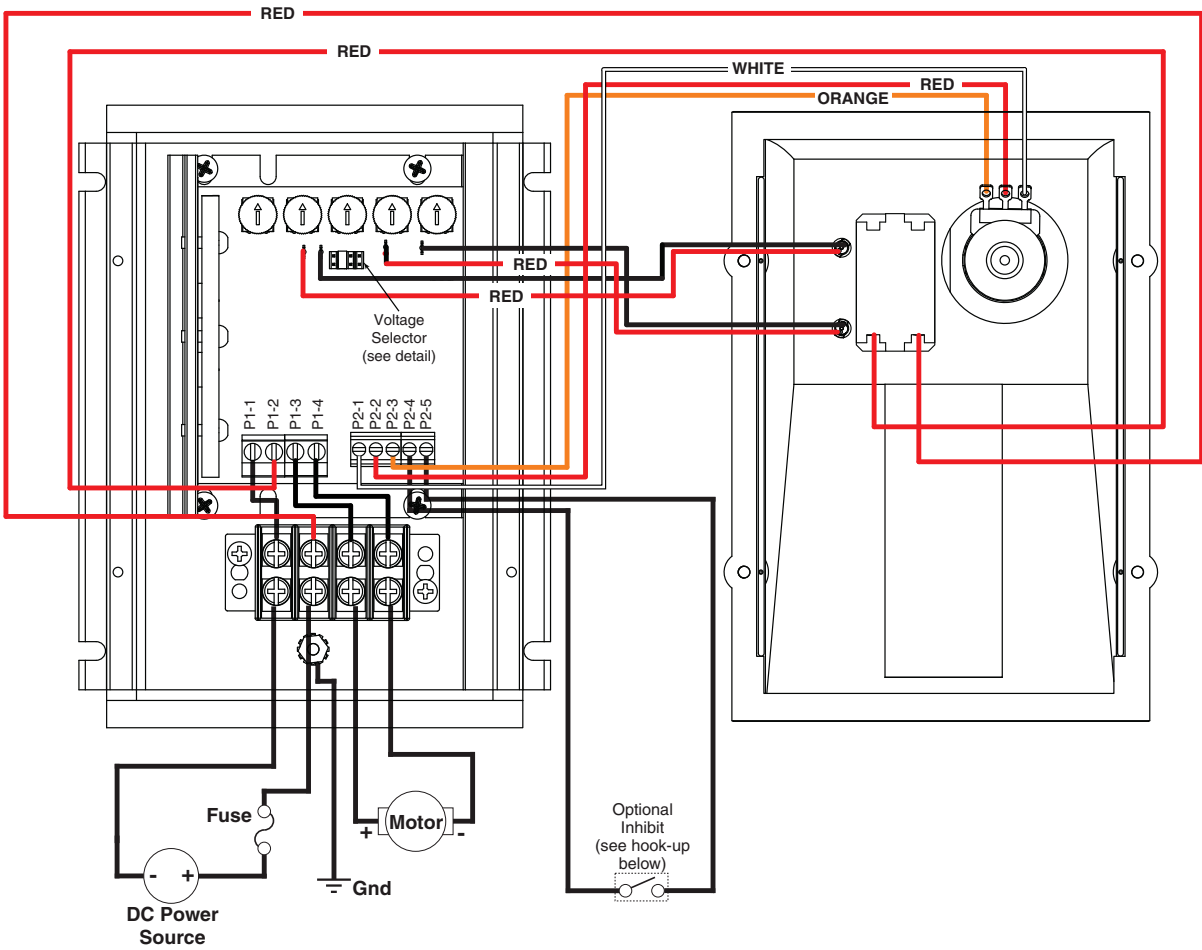 RED
RED
WHITE
RED
ORANGE
RED
RED
Voltage
Selector
(see detail)
P1-1
P1-2
P1-3
P1-4
P2-1
P2-2
P2-3
P2-4
P2-5
Fuse
+
Motor
-
Optional
Inhibit
(see hook-up
below)
-
+
Gnd
DC Power
Source